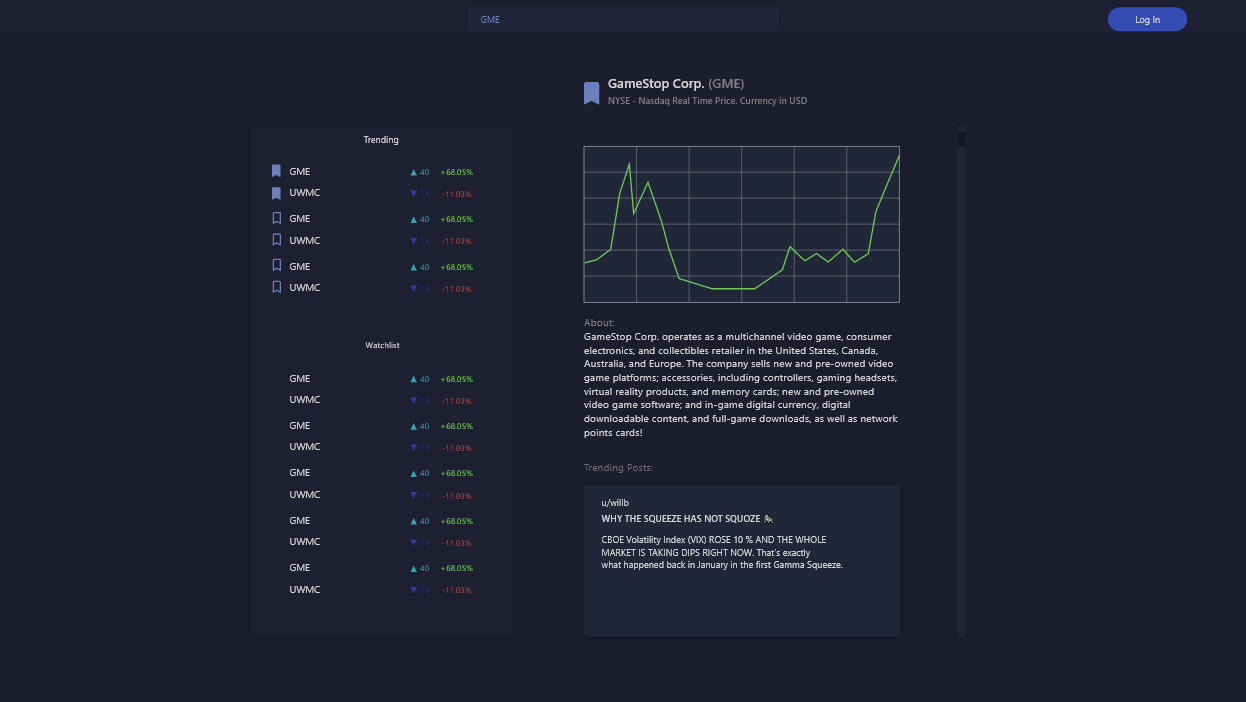 GME
Log In
GameStop Corp. (GME)
NYSE - Nasdaq Real Time Price. Currency in USD
Trending
GME ▲ 40 +68.05%
UWMC ▼ 13 -11.03%
GME ▲ 40 +68.05%
UWMC ▼ 13 -11.03%
GME ▲ 40 +68.05%
UWMC ▼ 13 -11.03%
Watchlist
GME ▲ 40 +68.05%
UWMC ▼ 13 -11.03%
GME ▲ 40 +68.05%
UWMC ▼ 13 -11.03%
GME ▲ 40 +68.05%
UWMC ▼ 13 -11.03%
GME ▲ 40 +68.05%
UWMC ▼ 13 -11.03%
GME ▲ 40 +68.05%
UWMC ▼ 13 -11.03%
About:
GameStop Corp. operates as a multichannel video game, consumer
electronics, and collectibles retailer in the United States, Canada,
Australia, and Europe. The company sells new and pre-owned video
game platforms; accessories, including controllers, gaming headsets,
virtual reality products, and memory cards; new and pre-owned
video game software; and in-game digital currency, digital
downloadable content, and full-game downloads, as well as network
points cards!
Trending Posts:
u/willb
WHY THE SQUEEZE HAS NOT SQUOZE 🦍
CBOE Volatility Index (VIX) ROSE 10 % AND THE WHOLE
MARKET IS TAKING DIPS RIGHT NOW. That's exactly
what happened back in January in the first Gamma Squeeze.